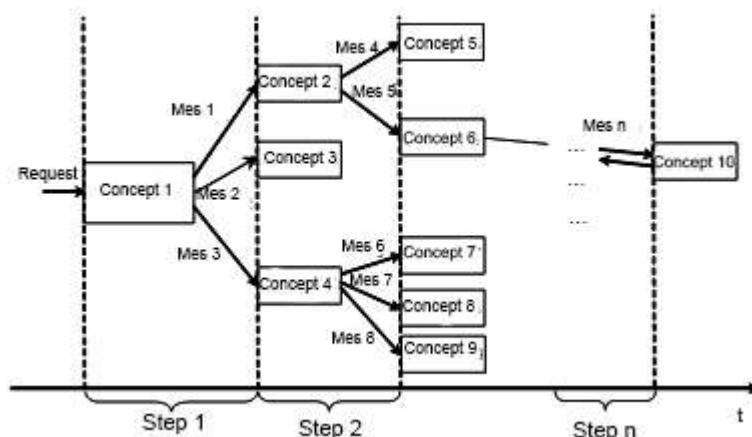 Request
Concept 1
Mes 1
Mes 2
Mes 3
Concept 2
Concept 3
Concept 4
Mes 4
Mes 5
Mes 6
Mes 7
Mes 8
Concept 5
Concept 6
Concept 7
Concept 8
Concept 9
...
Mes n
...
...
Concept 10
Step 1
Step 2
Step n
t